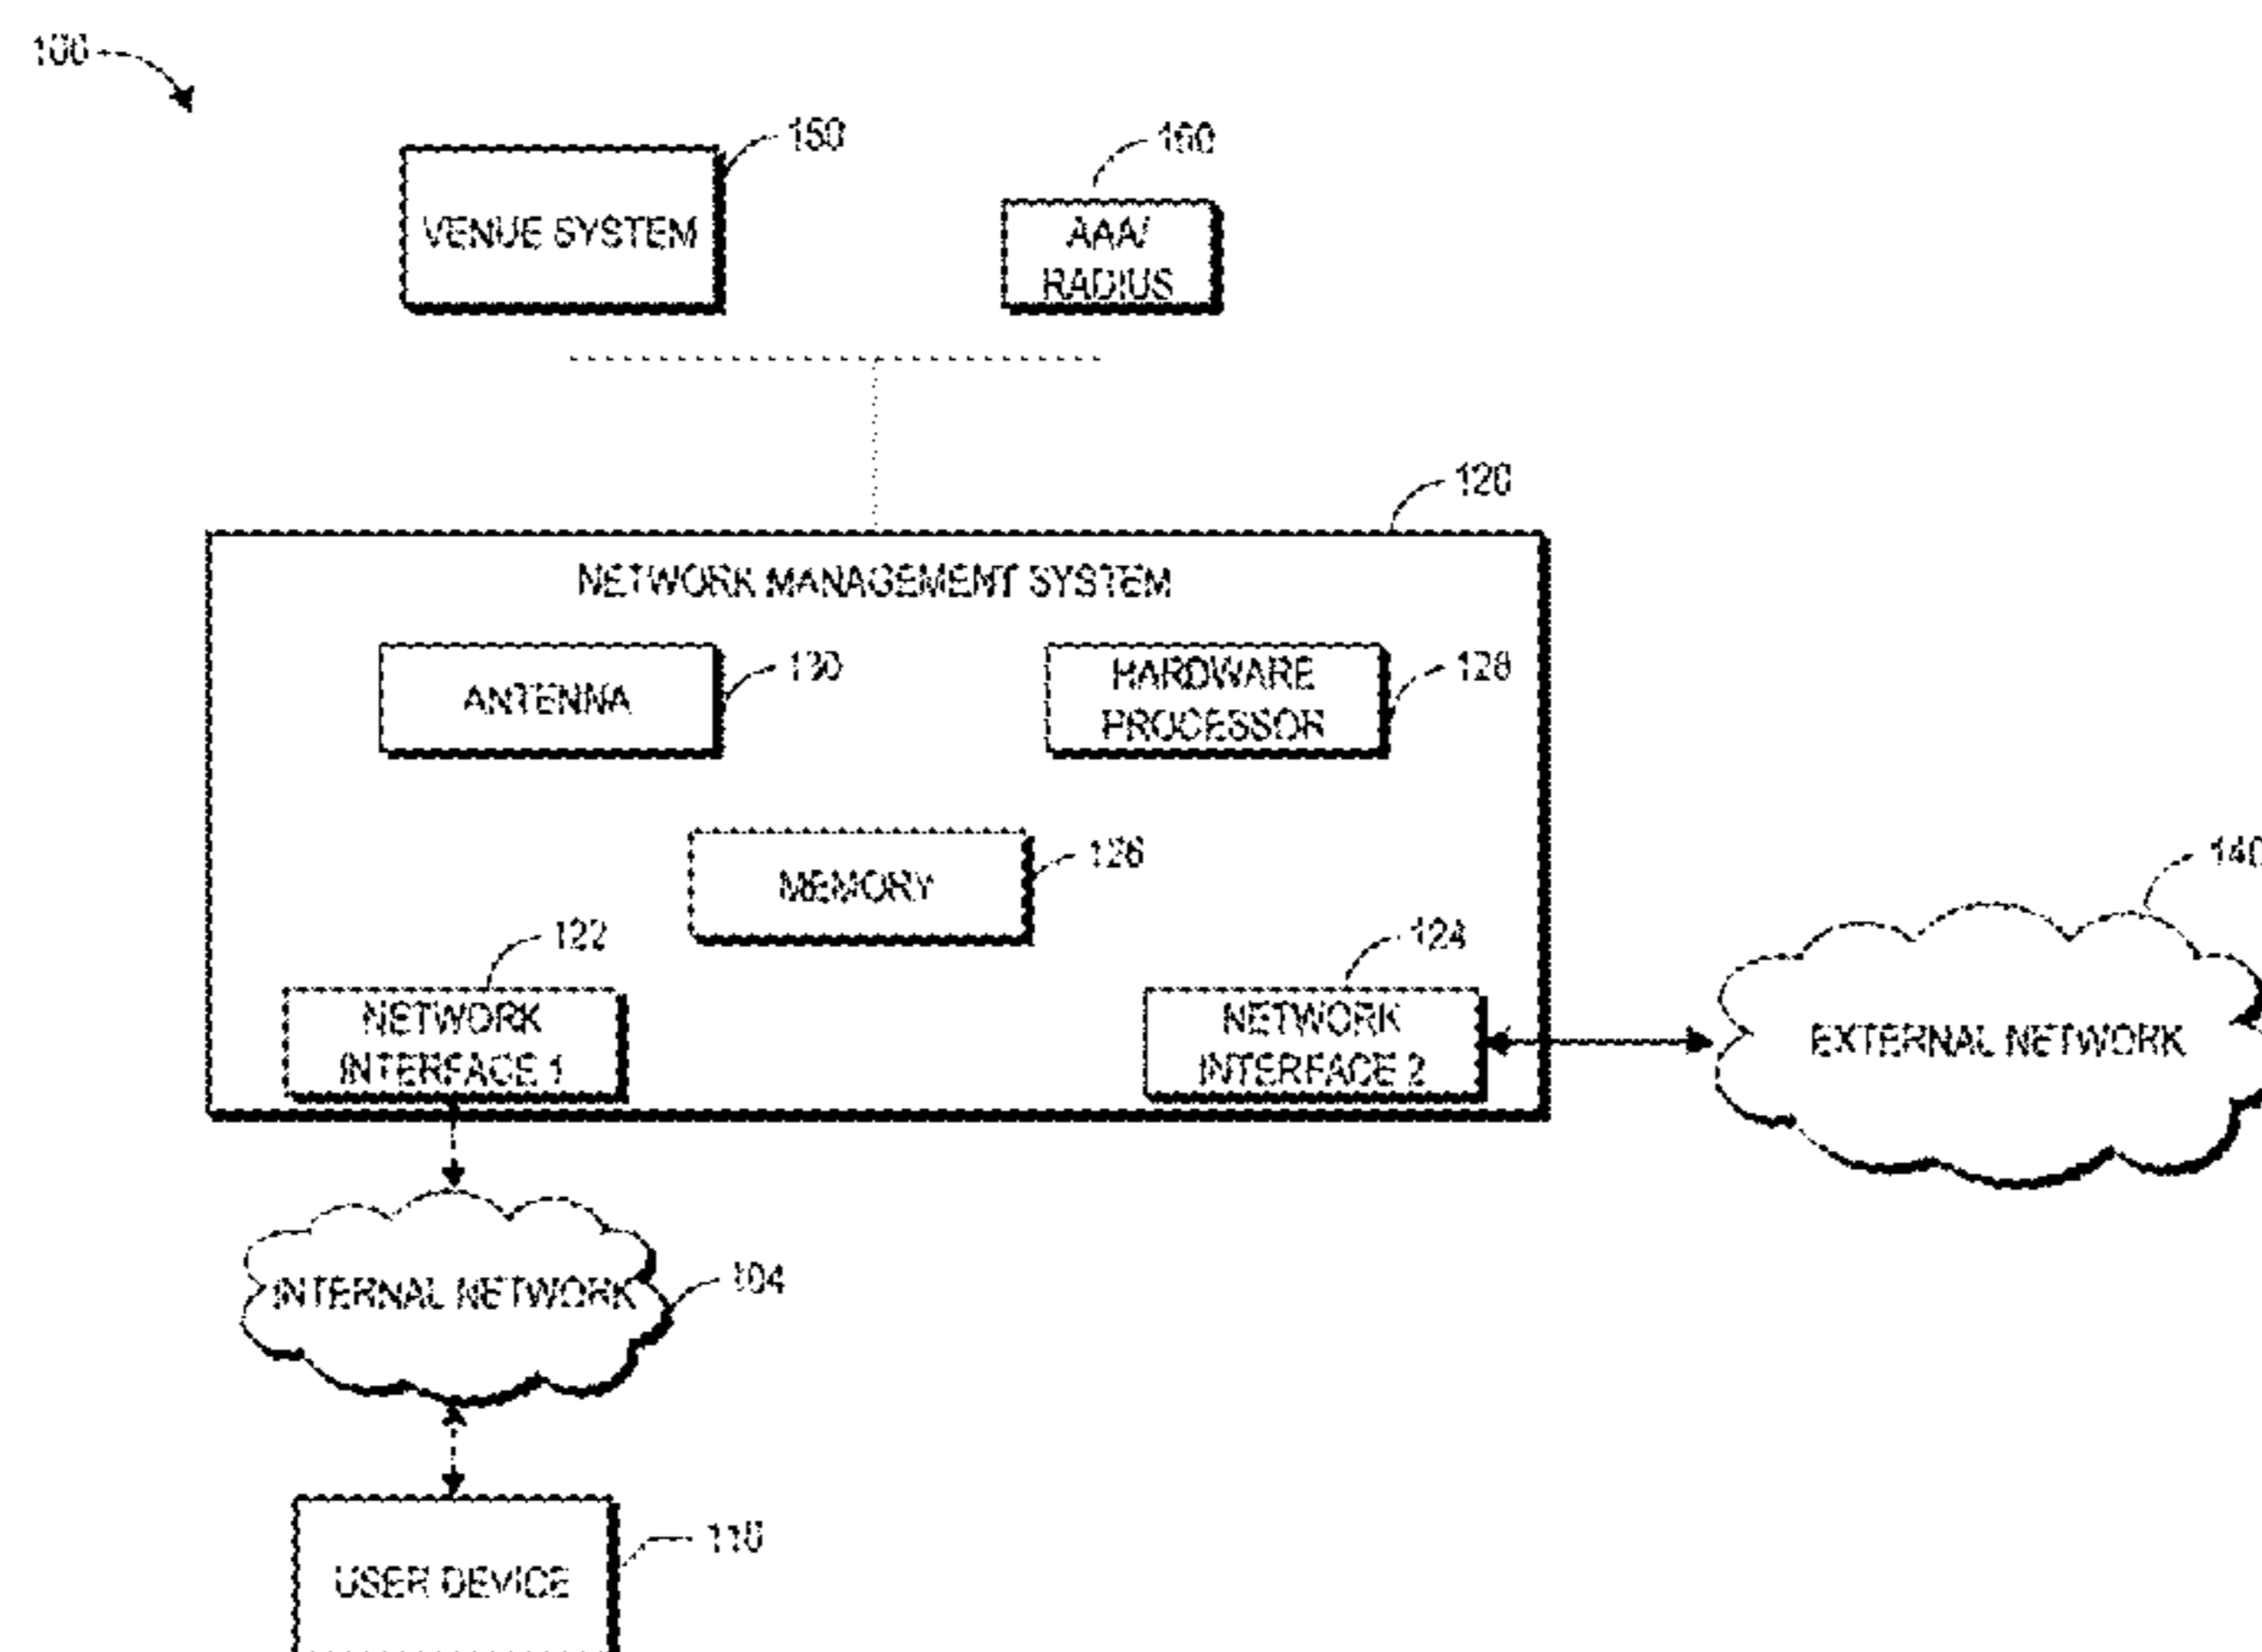 100
150
VENUE SYSTEM
160
AAA/
RADIUS
120
NETWORK MANAGEMENT SYSTEM
ANTENNA
130
HARDWARE
PROCESSOR
128
MEMORY
126
122
NETWORK
INTERFACE 1
124
NETWORK
INTERFACE 2
140
EXTERNAL NETWORK
INTERNAL NETWORK
104
110
USER DEVICE